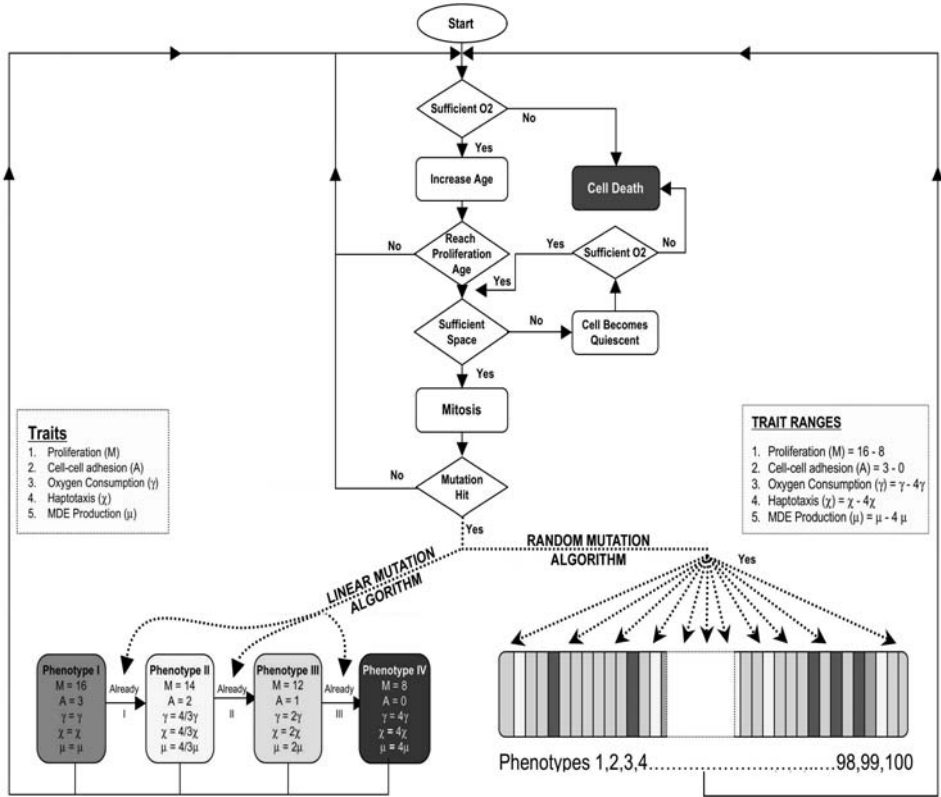 Start
Sufficient O2
No
Yes
Increase Age
Cell Death
Reach
Proliferation
Age
No
Yes
Yes
Sufficient O2
No
Sufficient
Space
No
Cell Becomes
Quiescent
Yes
Mitosis
Mutation
Hit
No
Yes
Traits
1. Proliferation (M)
2. Cell-cell adhesion (A)
3. Oxygen Consumption (γ)
4. Haptotaxis (χ)
5. MDE Production (μ)
TRAIT RANGES
1. Proliferation (M) = 16 - 8
2. Cell-cell adhesion (A) = 3 - 0
3. Oxygen Consumption (γ) = γ - 4γ
4. Haptotaxis (χ) = χ - 4χ
5. MDE Production (μ) = μ - 4 μ
LINEAR MUTATION
ALGORITHM
RANDOM MUTATION
ALGORITHM
Yes
Phenotype I
M = 16
A = 3
γ = γ
χ = χ
μ = μ
Already
I
Phenotype II
M = 14
A = 2
γ = 4/3γ
χ = 4/3χ
μ = 4/3μ
Already
II
Phenotype III
M = 12
A = 1
γ = 2γ
χ = 2χ
μ = 2μ
Already
III
Phenotype IV
M = 8
A = 0
γ = 4γ
χ = 4χ
μ = 4μ
Phenotypes 1,2,3,4..............................98,99,100